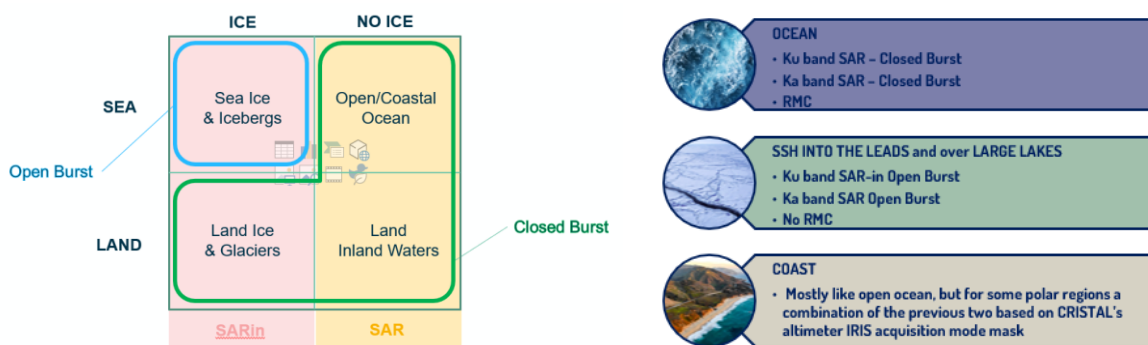 ICE
NO ICE
SEA
Sea Ice
& Icebergs
Open/Coastal
Ocean
Open Burst
LAND
Land Ice
& Glaciers
Land
Inland Waters
Closed Burst
SARin
SAR
OCEAN
• Ku band SAR – Closed Burst
• Ka band SAR – Closed Burst
• RMC
SSH INTO THE LEADS and over LARGE LAKES
• Ku band SAR-in Open Burst
• Ka band SAR Open Burst
• No RMC
COAST
• Mostly like open ocean, but for some polar regions a
combination of the previous two based on CRISTAL's
altimeter IRIS acquisition mode mask